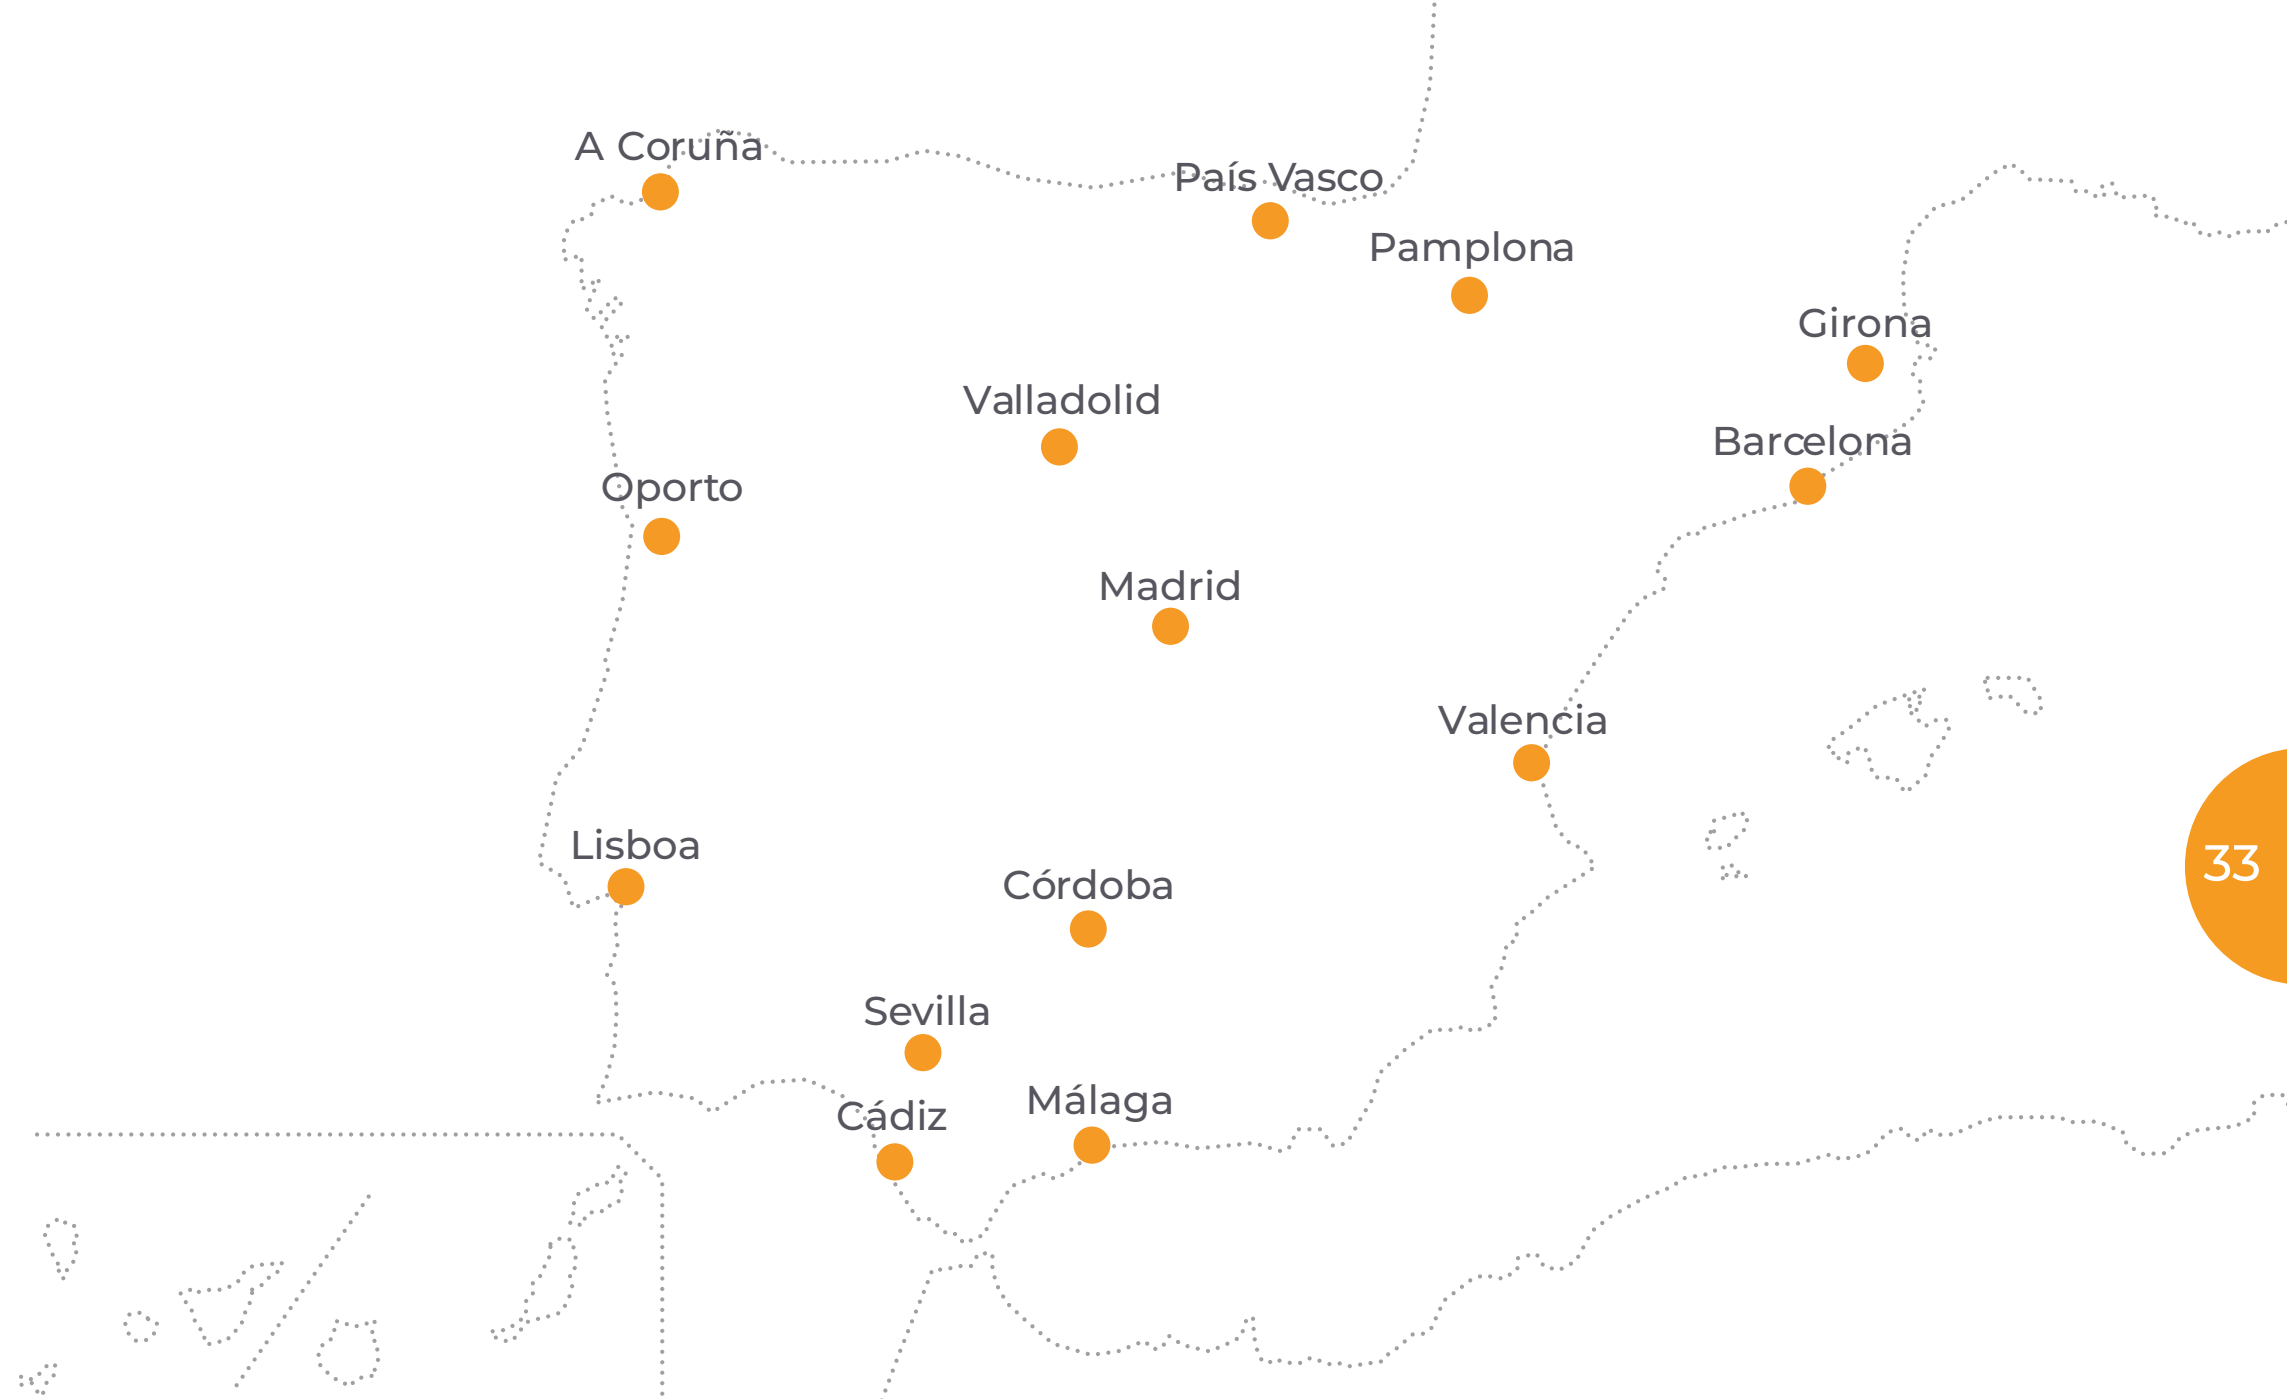 A Coruña
País Vasco
Pamplona
Girona
Valladolid
Barcelona
Oporto
Madrid
Valencia
Lisboa
33
Córdoba
Sevilla
Málaga
Cádiz